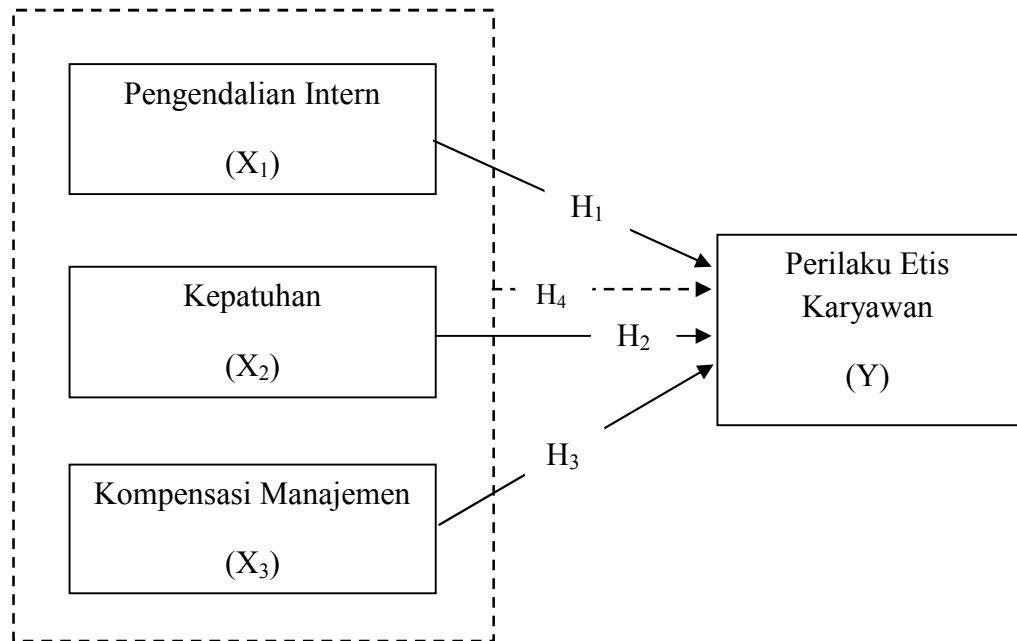 Pengendalian Intern
(X₁)
H₁
Kepatuhan
(X₂)
H₄
H₂
Perilaku Etis
Karyawan
(Y)
Kompensasi Manajemen
(X₃)
H₃